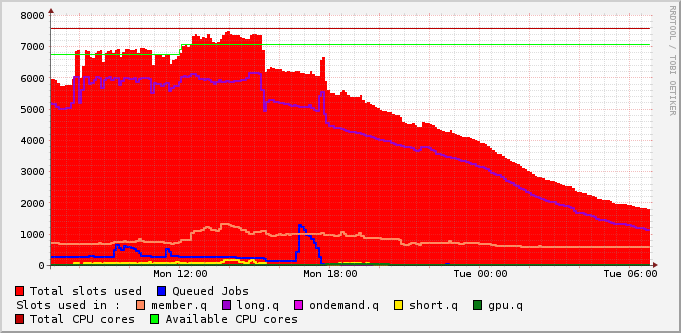 RRDTOOL / TOBI OETIKER
8000
7000
6000
5000
4000
3000
2000
1000
0
Mon 12:00 Mon 18:00 Tue 00:00 Tue 06:00
Total slots used Queued Jobs
Slots used in : member.q long.q ondemand.q short.q gpu.q
Total CPU cores Available CPU cores